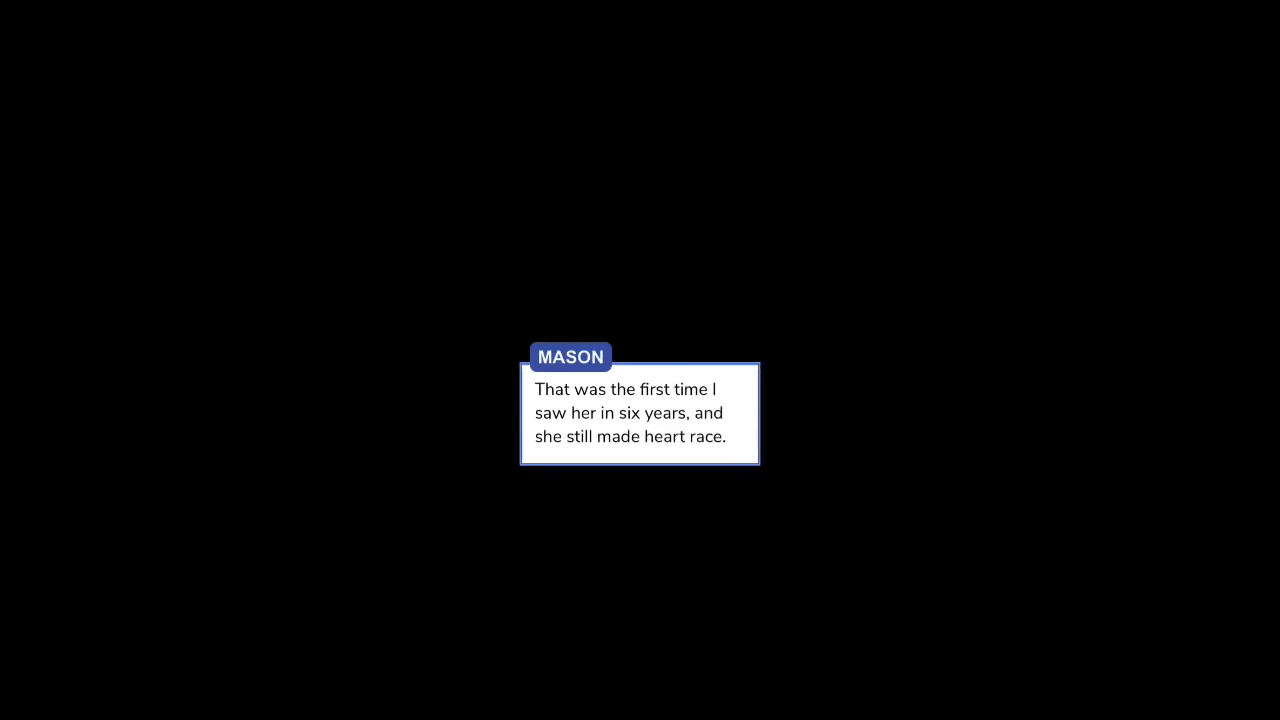 MASON
That was the first time I
saw her in six years, and
she still made heart race.